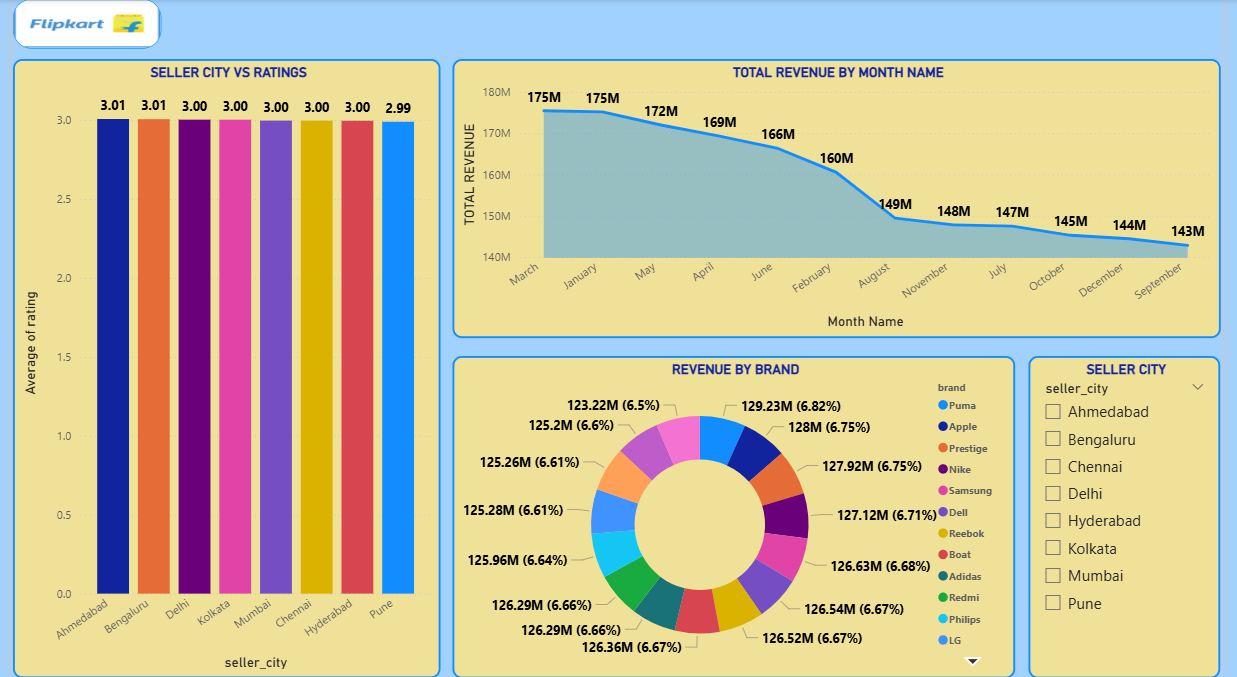 Flipkart
SELLER CITY VS RATINGS
3.01 3.01 3.00 3.00 3.00 3.00 3.00 2.99
3.0
2.5
2.0
1.5
1.0
0.5
0.0
Average of rating
Ahmedabad Bengaluru Delhi Kolkata Mumbai Chennai Hyderabad Pune
seller_city
TOTAL REVENUE BY MONTH NAME
180M
170M
160M
150M
140M
TOTAL REVENUE
175M 175M 172M 169M 166M 160M 149M 148M 147M 145M 144M 143M
March January May April June February August November July October December September
Month Name
REVENUE BY BRAND
129.23M (6.82%)
128M (6.75%)
127.92M (6.75%)
127.12M (6.71%)
126.63M (6.68%)
126.54M (6.67%)
126.52M (6.67%)
126.36M (6.67%)
126.29M (6.66%)
126.29M (6.66%)
125.96M (6.64%)
125.28M (6.61%)
125.26M (6.61%)
125.2M (6.6%)
123.22M (6.5%)
brand
Puma
Apple
Prestige
Nike
Samsung
Dell
Reebok
Boat
Adidas
Redmi
Philips
LG
SELLER CITY
seller_city
Ahmedabad
Bengaluru
Chennai
Delhi
Hyderabad
Kolkata
Mumbai
Pune